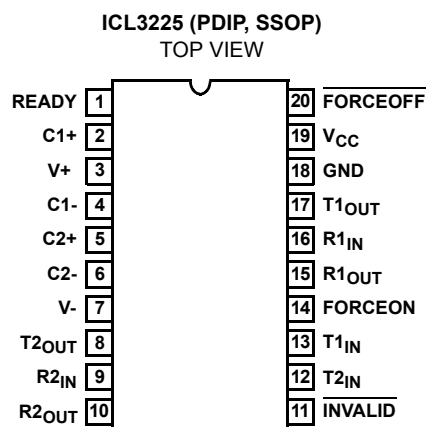 ICL3225 (PDIP, SSOP)
TOP VIEW
READY 1 20 FORCEOFF
C1+ 2 19 VCC
V+ 3 18 GND
C1- 4 17 T1OUT
C2+ 5 16 R1IN
C2- 6 15 R1OUT
V- 7 14 FORCEON
T2OUT 8 13 T1IN
R2IN 9 12 T2IN
R2OUT 10 11 INVALID